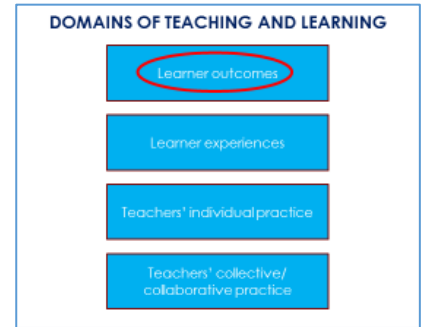 DOMAINS OF TEACHING AND LEARNING
Learner outcomes
Learner experiences
Teachers' individual practice
Teachers' collective/
collaborative practice